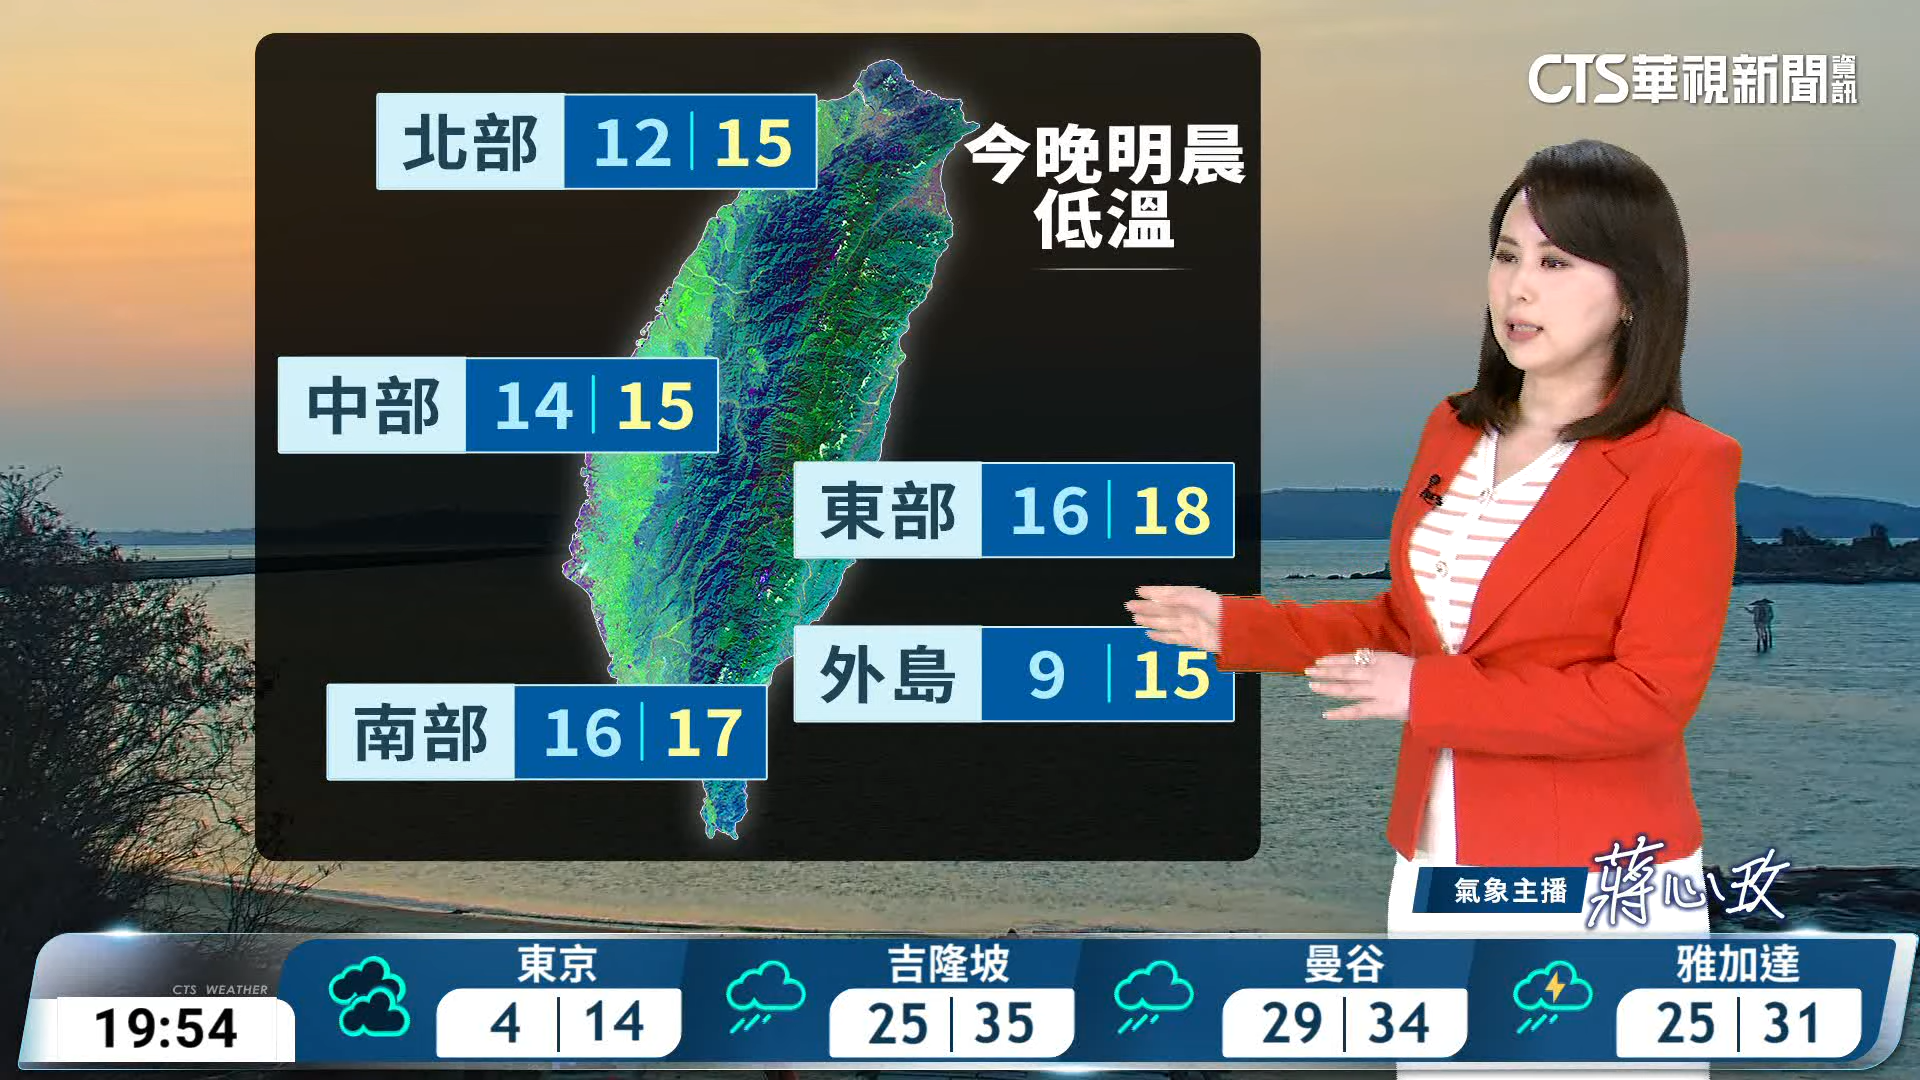 CTS華視新聞資訊
今晚明晨
低溫
北部 12 15
中部 14 15
東部 16 18
外島 9 15
南部 16 17
氣象主播 蔣心玫
CTS WEATHER
19:54
東京 4 14
吉隆坡 25 35
曼谷 29 34
雅加達 25 31